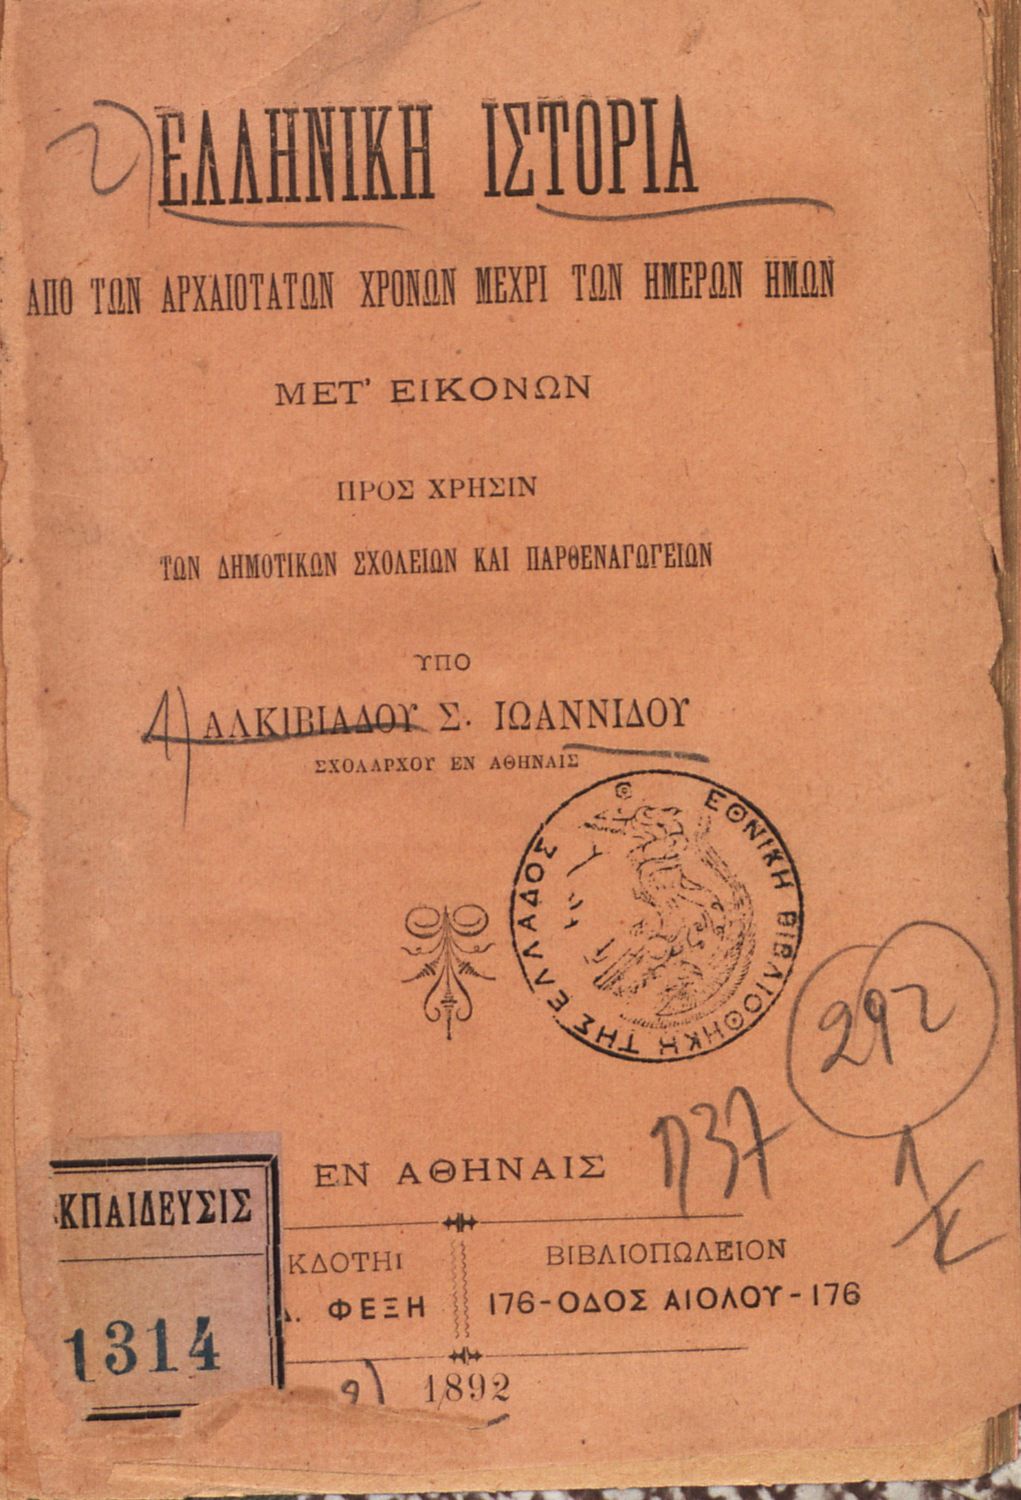 2)
ΕΛΛΗΝΙΚΗ ΙΣΤΟΡΙΑ
ΑΠΟ ΤΩΝ ΑΡΧΑΙΟΤΑΤΩΝ ΧΡΟΝΩΝ ΜΕΧΡΙ ΤΩΝ ΗΜΕΡΩΝ ΗΜΩΝ
ΜΕΤ' ΕΙΚΟΝΩΝ
ΠΡΟΣ ΧΡΗΣΙΝ
ΤΩΝ ΔΗΜΟΤΙΚΩΝ ΣΧΟΛΕΙΩΝ ΚΑΙ ΠΑΡΘΕΝΑΓΩΓΕΙΩΝ
ΥΠΟ
1) ΑΛΚΙΒΙΑΔΟΥ Σ. ΙΩΑΝΝΙΔΟΥ
ΣΧΟΛΑΡΧΟΥ ΕΝ ΑΘΗΝΑΙΣ
ΕΘΝΙΚΗ ΒΙΒΛΙΟΘΗΚΗ ΤΗΣ ΕΛΛΑΔΟΣ
292
ΕΝ ΑΘΗΝΑΙΣ
ΚΠΑΙΔΕΥΣΙΣ
1314
ΚΔΟΤΗι
Δ. ΦΕΞΗ
ΒΙΒΛΙΟΠΩΛΕΙΟΝ
176-ΟΔΟΣ ΑΙΟΛΟΥ-176
1892